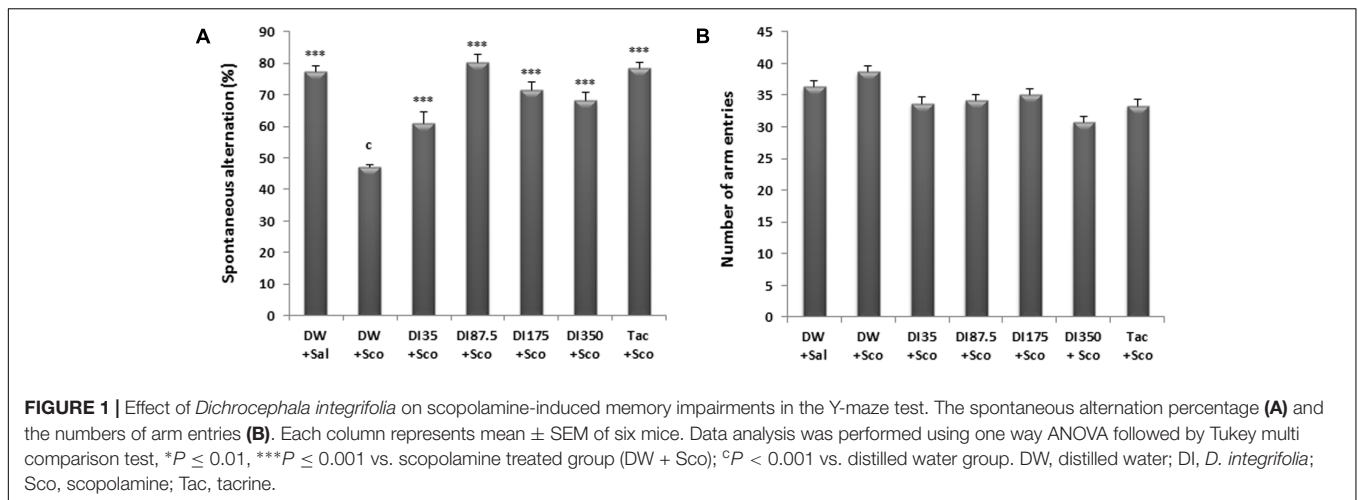 A
Spontaneous alternation (%)
90
80
70
60
50
40
30
20
10
0
***
c
***
***
***
***
***
DW DW DI35 DI87.5 DI175 DI350 Tac
+Sal +Sco +Sco +Sco +Sco +Sco +Sco
B
Number of arm entries
45
40
35
30
25
20
15
10
5
0
DW DW DI35 DI87.5 DI175 DI350 Tac
+Sal +Sco +Sco +Sco +Sco + Sco +Sco
FIGURE 1 | Effect of Dichrocephala integrifolia on scopolamine-induced memory impairments in the Y-maze test. The spontaneous alternation percentage (A) and
the numbers of arm entries (B). Each column represents mean ± SEM of six mice. Data analysis was performed using one way ANOVA followed by Tukey multi
comparison test, *P ≤ 0.01, ***P ≤ 0.001 vs. scopolamine treated group (DW + Sco); ᶜP < 0.001 vs. distilled water group. DW, distilled water; DI, D. integrifolia;
Sco, scopolamine; Tac, tacrine.